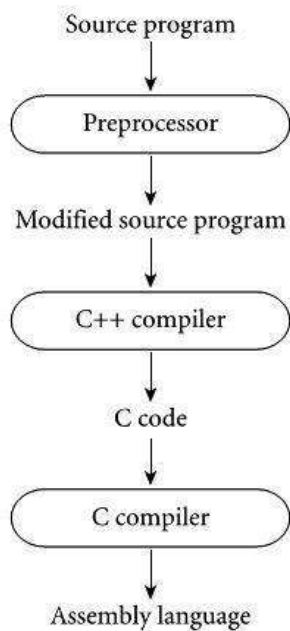 Source program
Preprocessor
Modified source program
C++ compiler
C code
C compiler
Assembly language